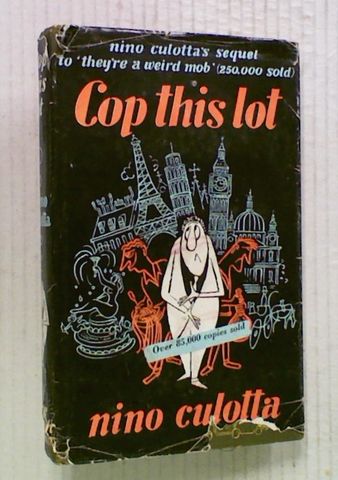 nino culotta's sequel
to 'they're a weird mob' (250.000 sold)
Cop this lot
Over 85,000 copies sold
nino culotta